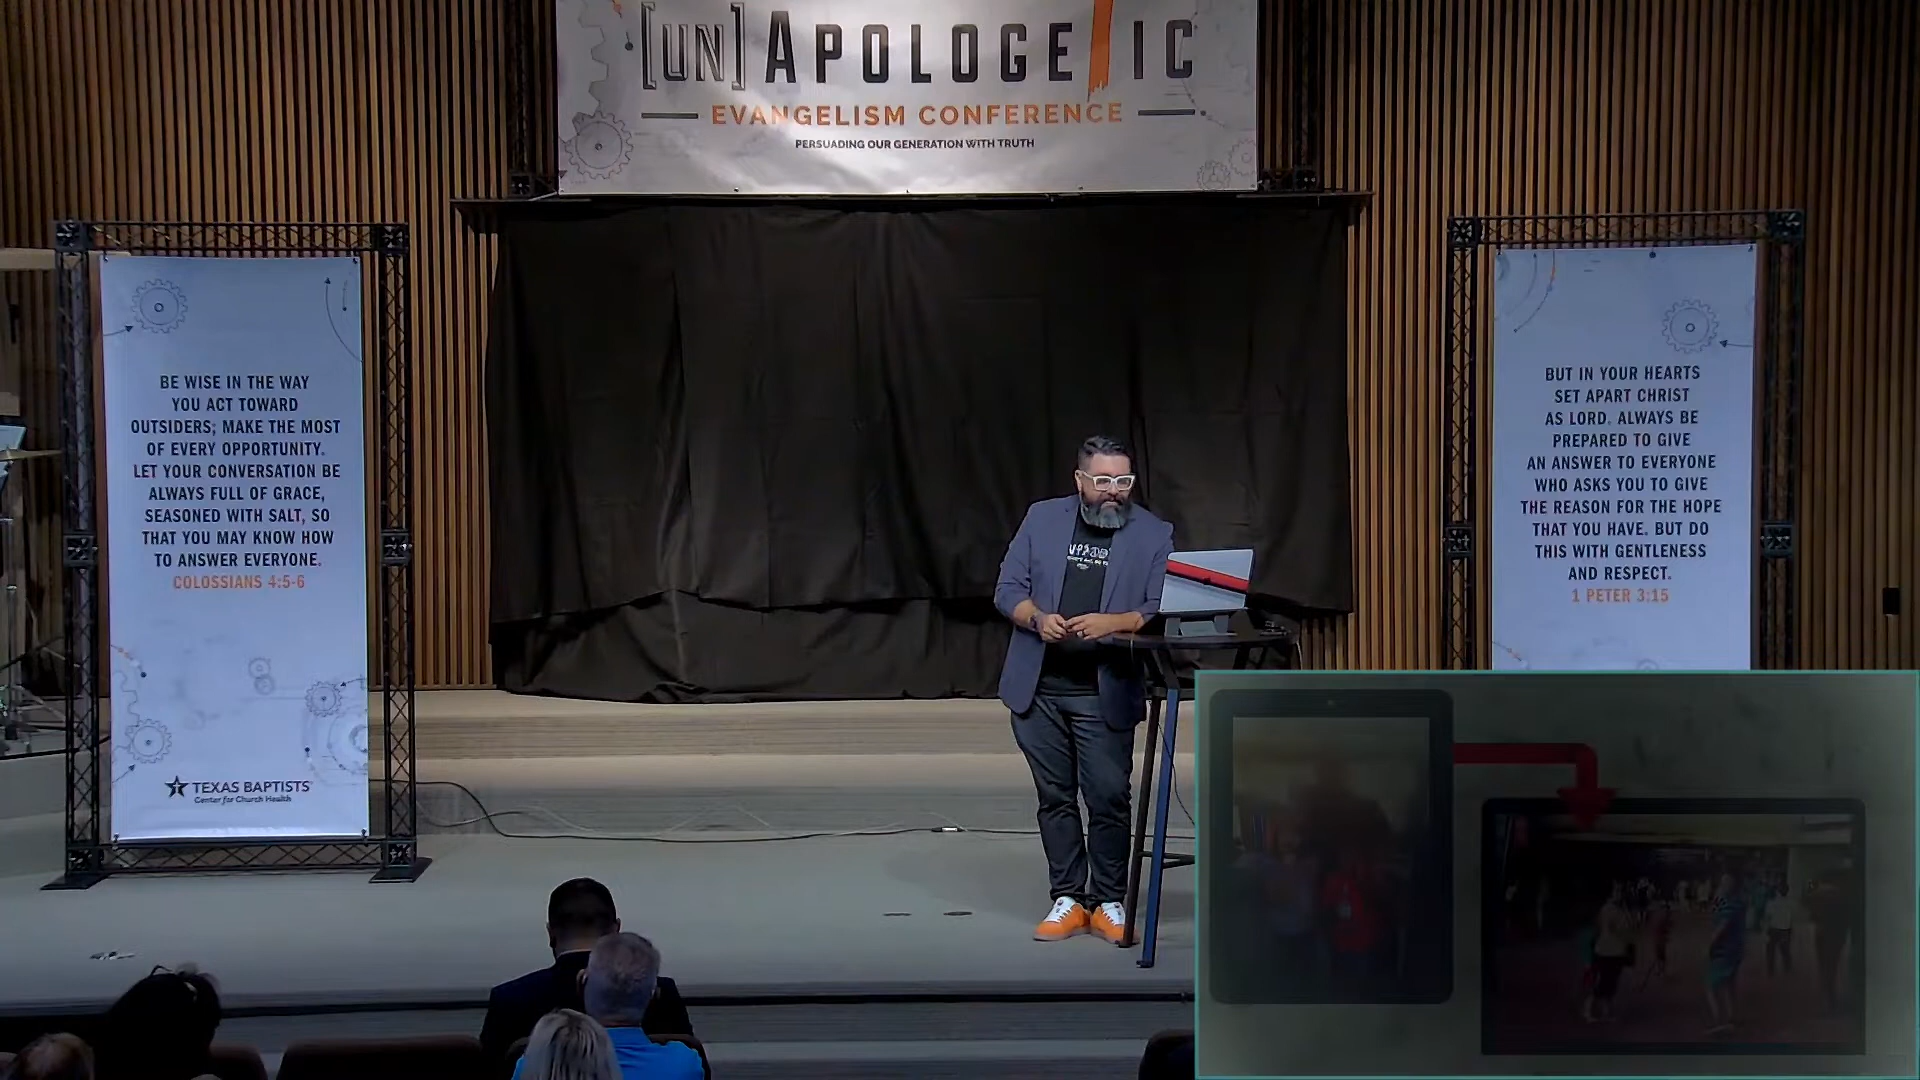 [UN]APOLOGETIC
EVANGELISM CONFERENCE
PERSUADING OUR GENERATION WITH TRUTH
BE WISE IN THE WAY
YOU ACT TOWARD
OUTSIDERS; MAKE THE MOST
OF EVERY OPPORTUNITY.
LET YOUR CONVERSATION BE
ALWAYS FULL OF GRACE,
SEASONED WITH SALT, SO
THAT YOU MAY KNOW HOW
TO ANSWER EVERYONE.
COLOSSIANS 4:5-6
TEXAS BAPTISTS
Center for Church Health
BUT IN YOUR HEARTS
SET APART CHRIST
AS LORD. ALWAYS BE
PREPARED TO GIVE
AN ANSWER TO EVERYONE
WHO ASKS YOU TO GIVE
THE REASON FOR THE HOPE
THAT YOU HAVE. BUT DO
THIS WITH GENTLENESS
AND RESPECT.
1 PETER 3:15